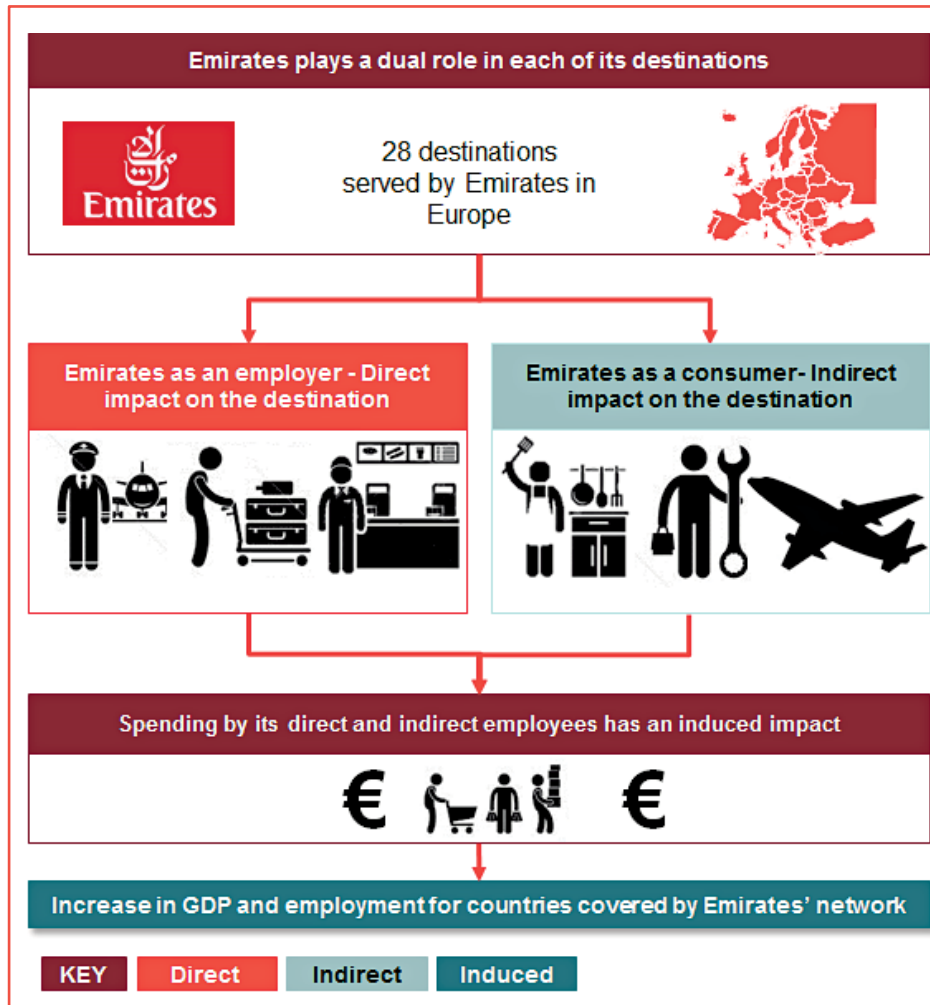 Emirates plays a dual role in each of its destinations
الإمارات
Emirates
28 destinations
served by Emirates in
Europe
Emirates as an employer - Direct
impact on the destination
Emirates as a consumer- Indirect
impact on the destination
Spending by its direct and indirect employees has an induced impact
€ €
Increase in GDP and employment for countries covered by Emirates' network
KEY Direct Indirect Induced